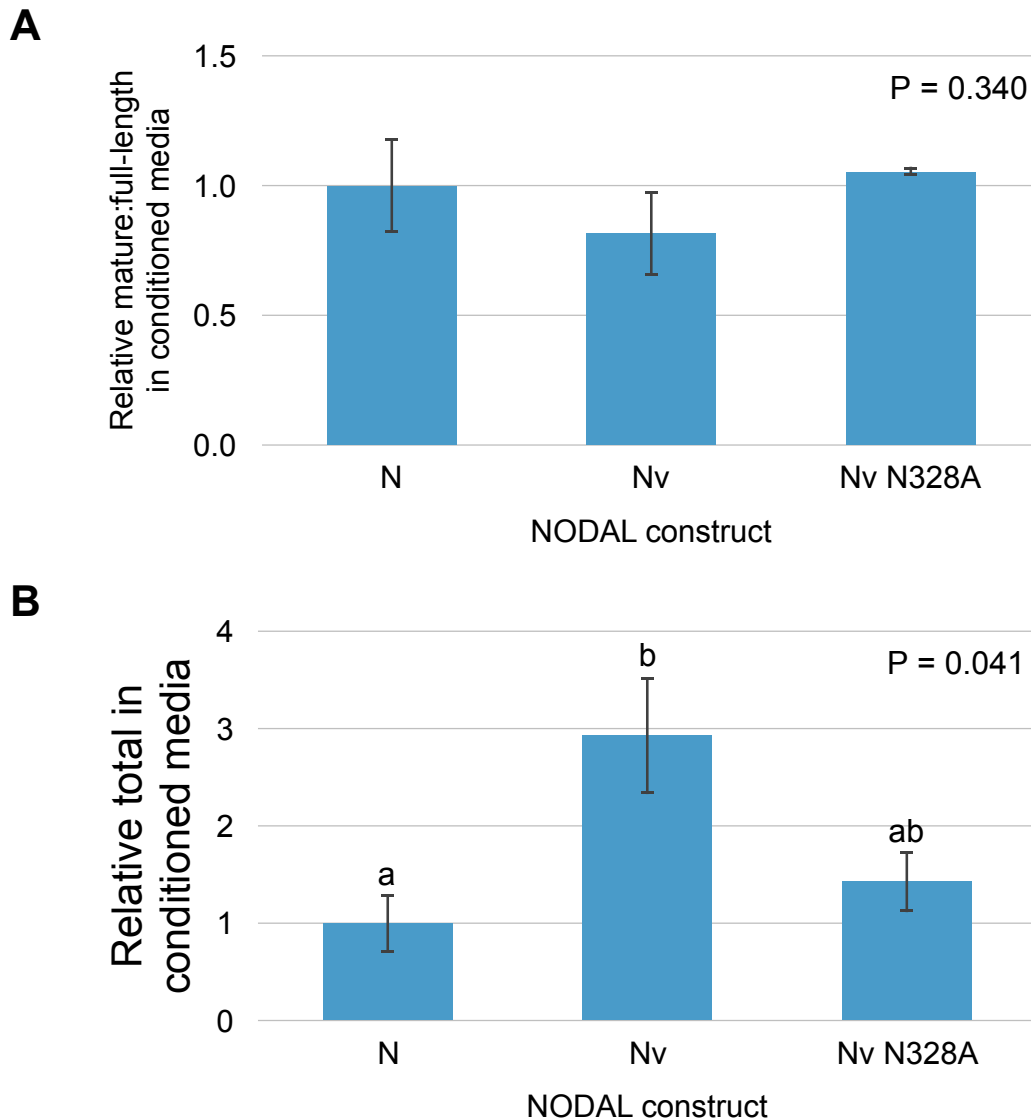 A
Relative mature:full-length
in conditioned media
1.5
1.0
0.5
0.0
P = 0.340
N
Nv
Nv N328A
NODAL construct
B
Relative total in
conditioned media
4
3
2
1
0
P = 0.041
a
b
ab
N
Nv
Nv N328A
NODAL construct